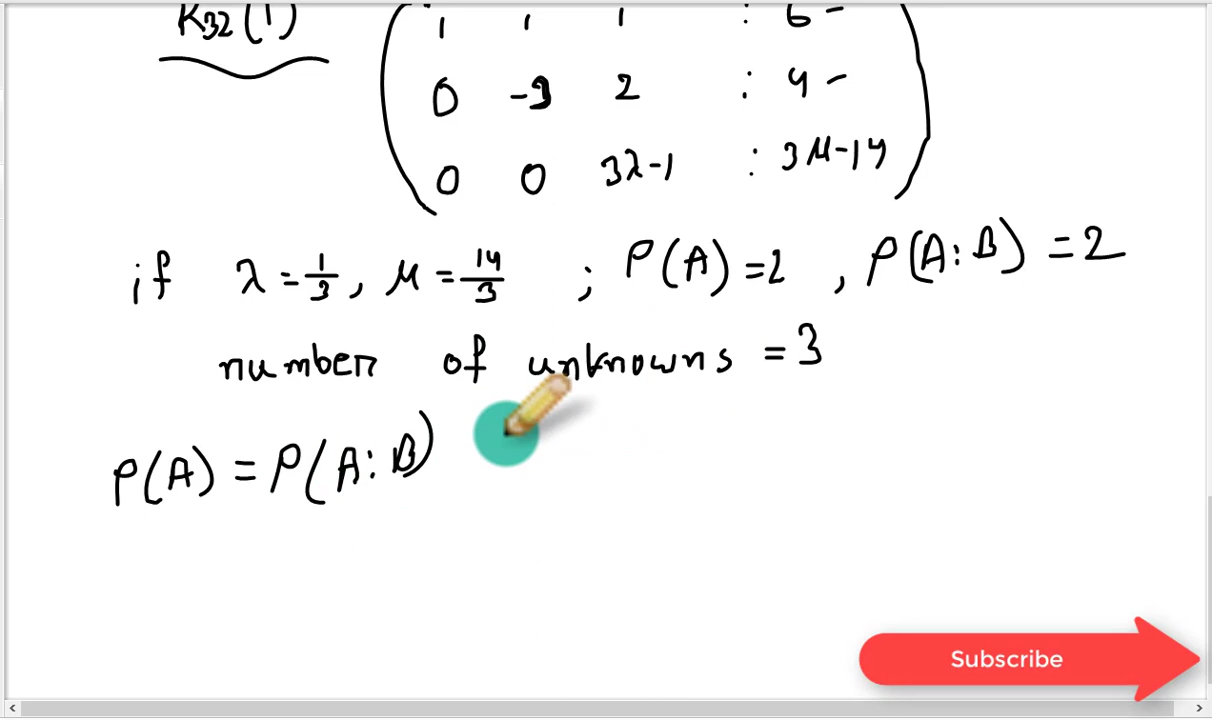 R32(1)
1 1 1 : 6
0 -3 2 : 4
0 0 3λ-1 : 3μ-14
if λ = 1/3, μ = 14/3 ; ρ(A) = 2 , ρ(A:B) = 2
number of unknowns = 3
ρ(A) = ρ(A:B)
Subscribe